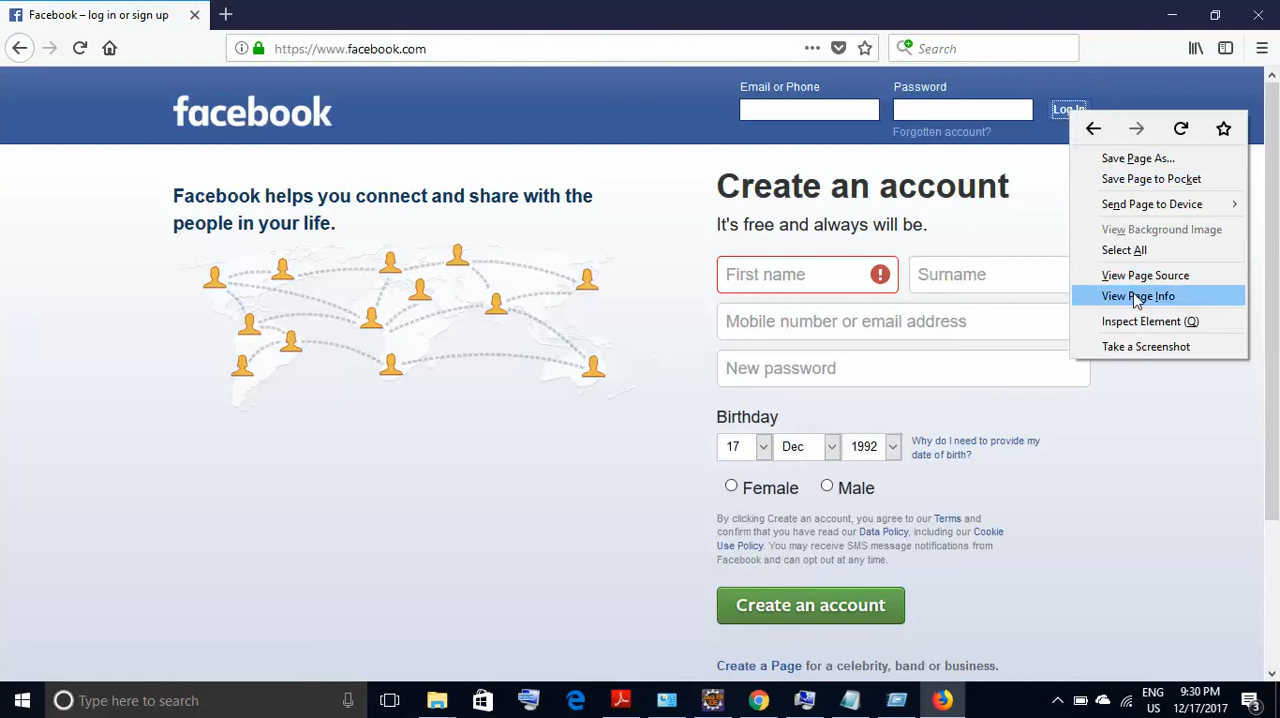 Facebook – log in or sign up
https://www.facebook.com
Search
facebook
Email or Phone
Password
Log In
Forgotten account?
Save Page As...
Save Page to Pocket
Send Page to Device
View Background Image
Select All
View Page Source
View Page Info
Inspect Element (Q)
Take a Screenshot
Facebook helps you connect and share with the
people in your life.
Create an account
It's free and always will be.
First name
Surname
Mobile number or email address
New password
Birthday
17
Dec
1992
Why do I need to provide my
date of birth?
Female
Male
By clicking Create an account, you agree to our Terms and
confirm that you have read our Data Policy, including our Cookie
Use Policy. You may receive SMS message notifications from
Facebook and can opt out at any time.
Create an account
Create a Page for a celebrity, band or business.
Type here to search
ENG
US
9:30 PM
12/17/2017
3